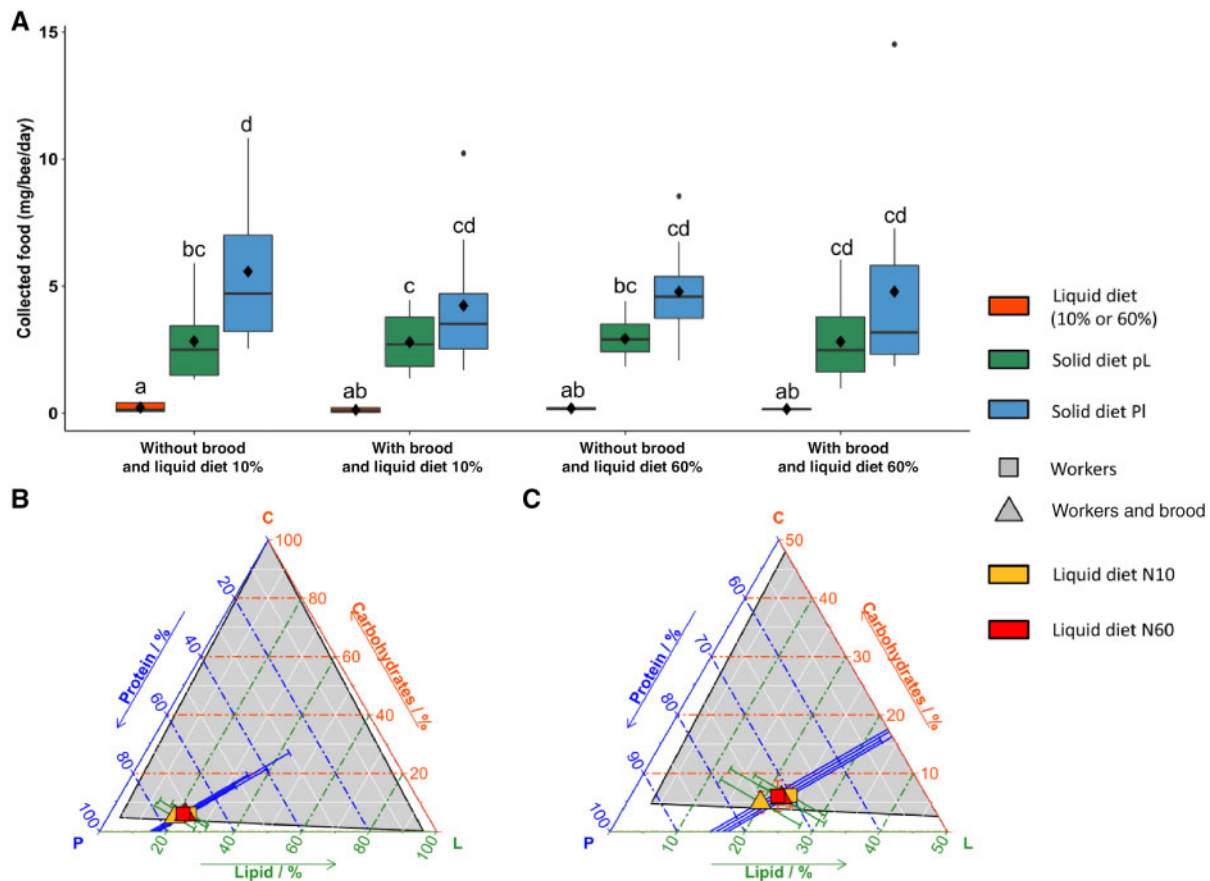 A
15
10
5
0
Collected food (mg/bee/day)
a
bc
d
ab
c
cd
ab
bc
cd
ab
cd
cd
Without brood
and liquid diet 10%
With brood
and liquid diet 10%
Without brood
and liquid diet 60%
With brood
and liquid diet 60%
Liquid diet
(10% or 60%)
Solid diet pL
Solid diet Pl
Workers
Workers and brood
Liquid diet N10
Liquid diet N60
B
C
100
80
60
40
20
Carbohydrates / %
20
40
60
80
100
Protein / %
P
20
40
60
80
100
L
Lipid / %
C
C
50
40
30
20
10
Carbohydrates / %
60
70
80
90
100
Protein / %
P
10
20
30
40
50
L
Lipid / %